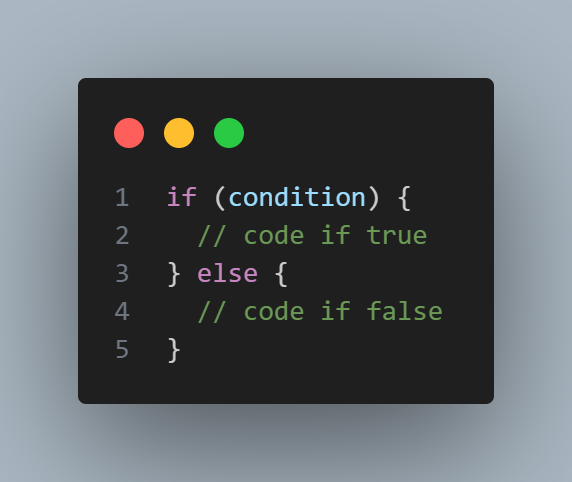 1 if (condition) {
2   // code if true
3 } else {
4   // code if false
5 }